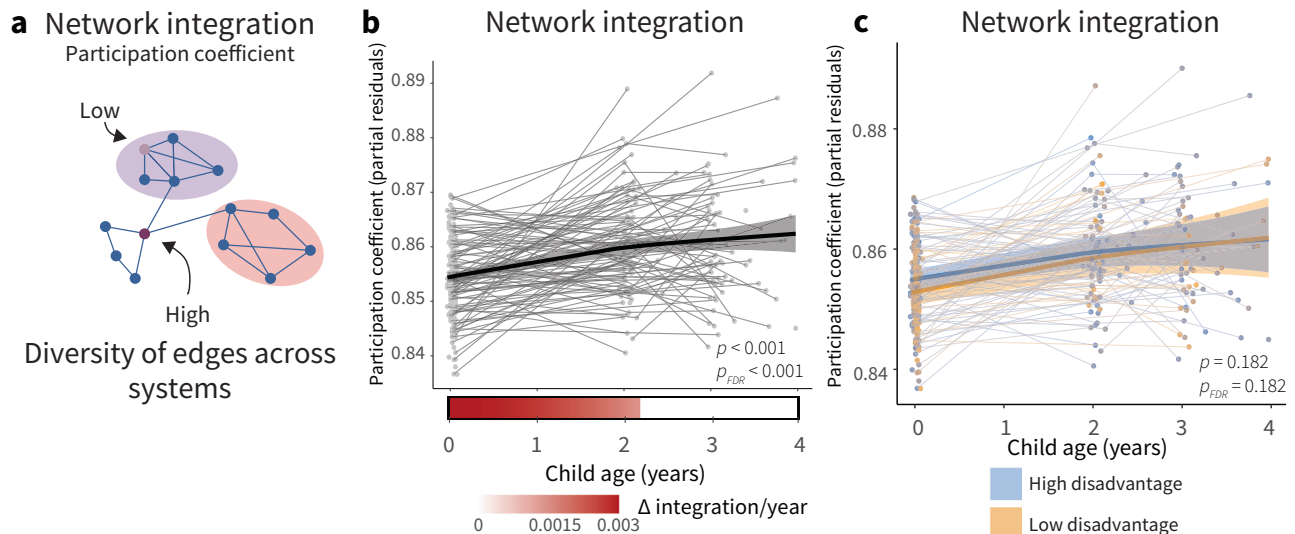 a Network integration
Participation coefficient
Low
High
Diversity of edges across
systems
b Network integration
Participation coefficient (partial residuals)
0.89
0.88
0.87
0.86
0.85
0.84
p < 0.001
pFDR < 0.001
0 1 2 3 4
Child age (years)
0 0.0015 0.003
Δ integration/year
c Network integration
Participation coefficient (partial residuals)
0.88
0.86
0.84
p = 0.182
pFDR = 0.182
0 1 2 3 4
Child age (years)
High disadvantage
Low disadvantage